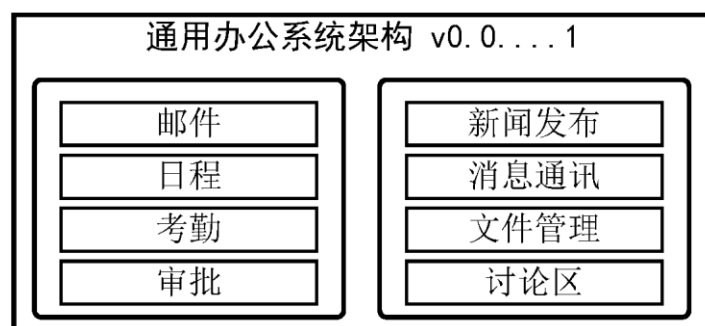 通用办公系统架构 v0.0....1
邮件
日程
考勤
审批
新闻发布
消息通讯
文件管理
讨论区